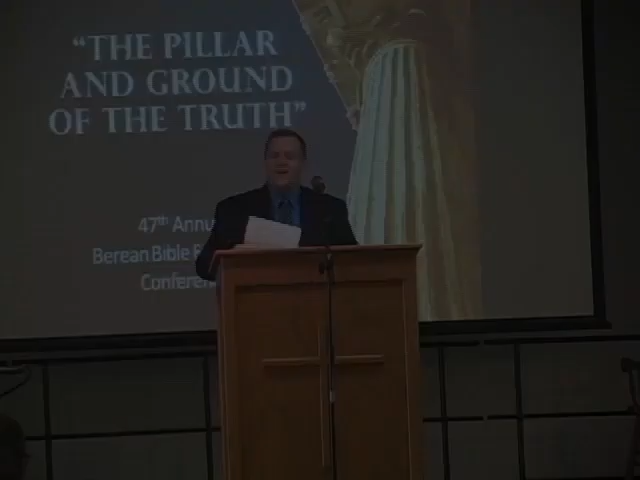 “THE PILLAR
AND GROUND
OF THE TRUTH”
47th Annu
Berean Bible
Conferen